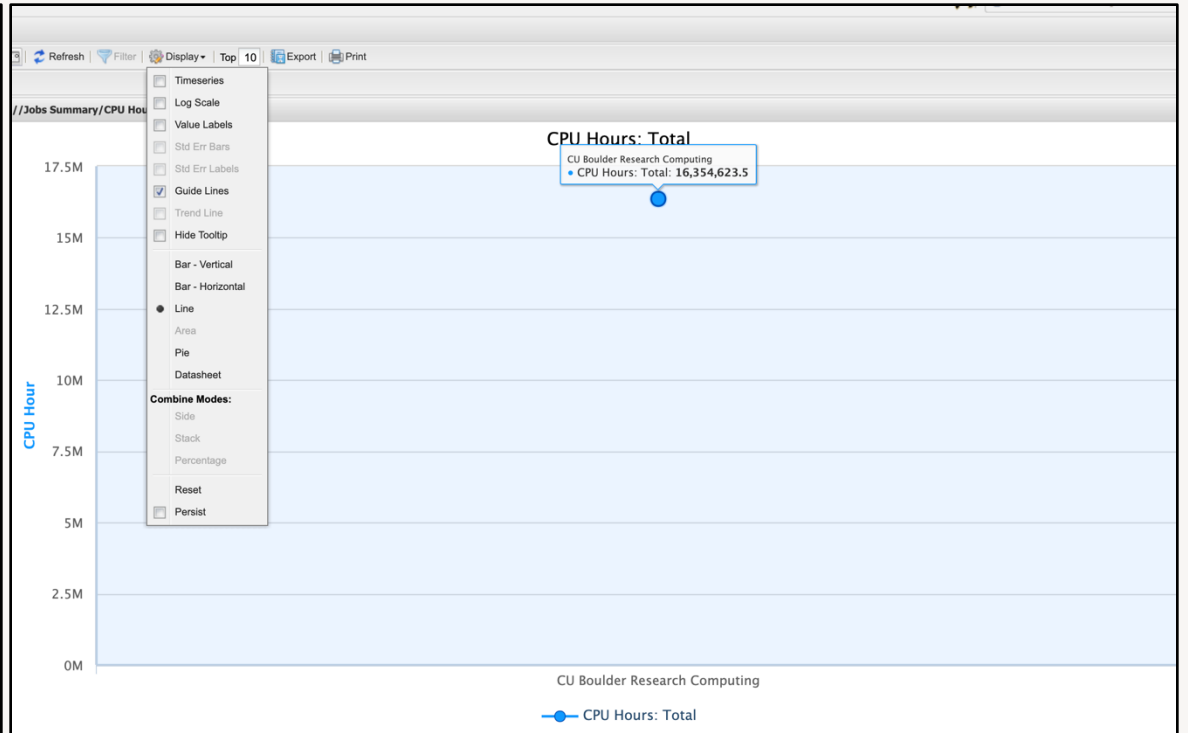 Refresh Filter Display Top 10 Export Print
//Jobs Summary/CPU Hou
Timeseries
Log Scale
Value Labels
Std Err Bars
Std Err Labels
Guide Lines
Trend Line
Hide Tooltip
Bar - Vertical
Bar - Horizontal
Line
Area
Pie
Datasheet
Combine Modes:
Side
Stack
Percentage
Reset
Persist
CPU Hours: Total
CU Boulder Research Computing
• CPU Hours: Total: 16,354,623.5
CPU Hour
17.5M
15M
12.5M
10M
7.5M
5M
2.5M
0M
CU Boulder Research Computing
CPU Hours: Total